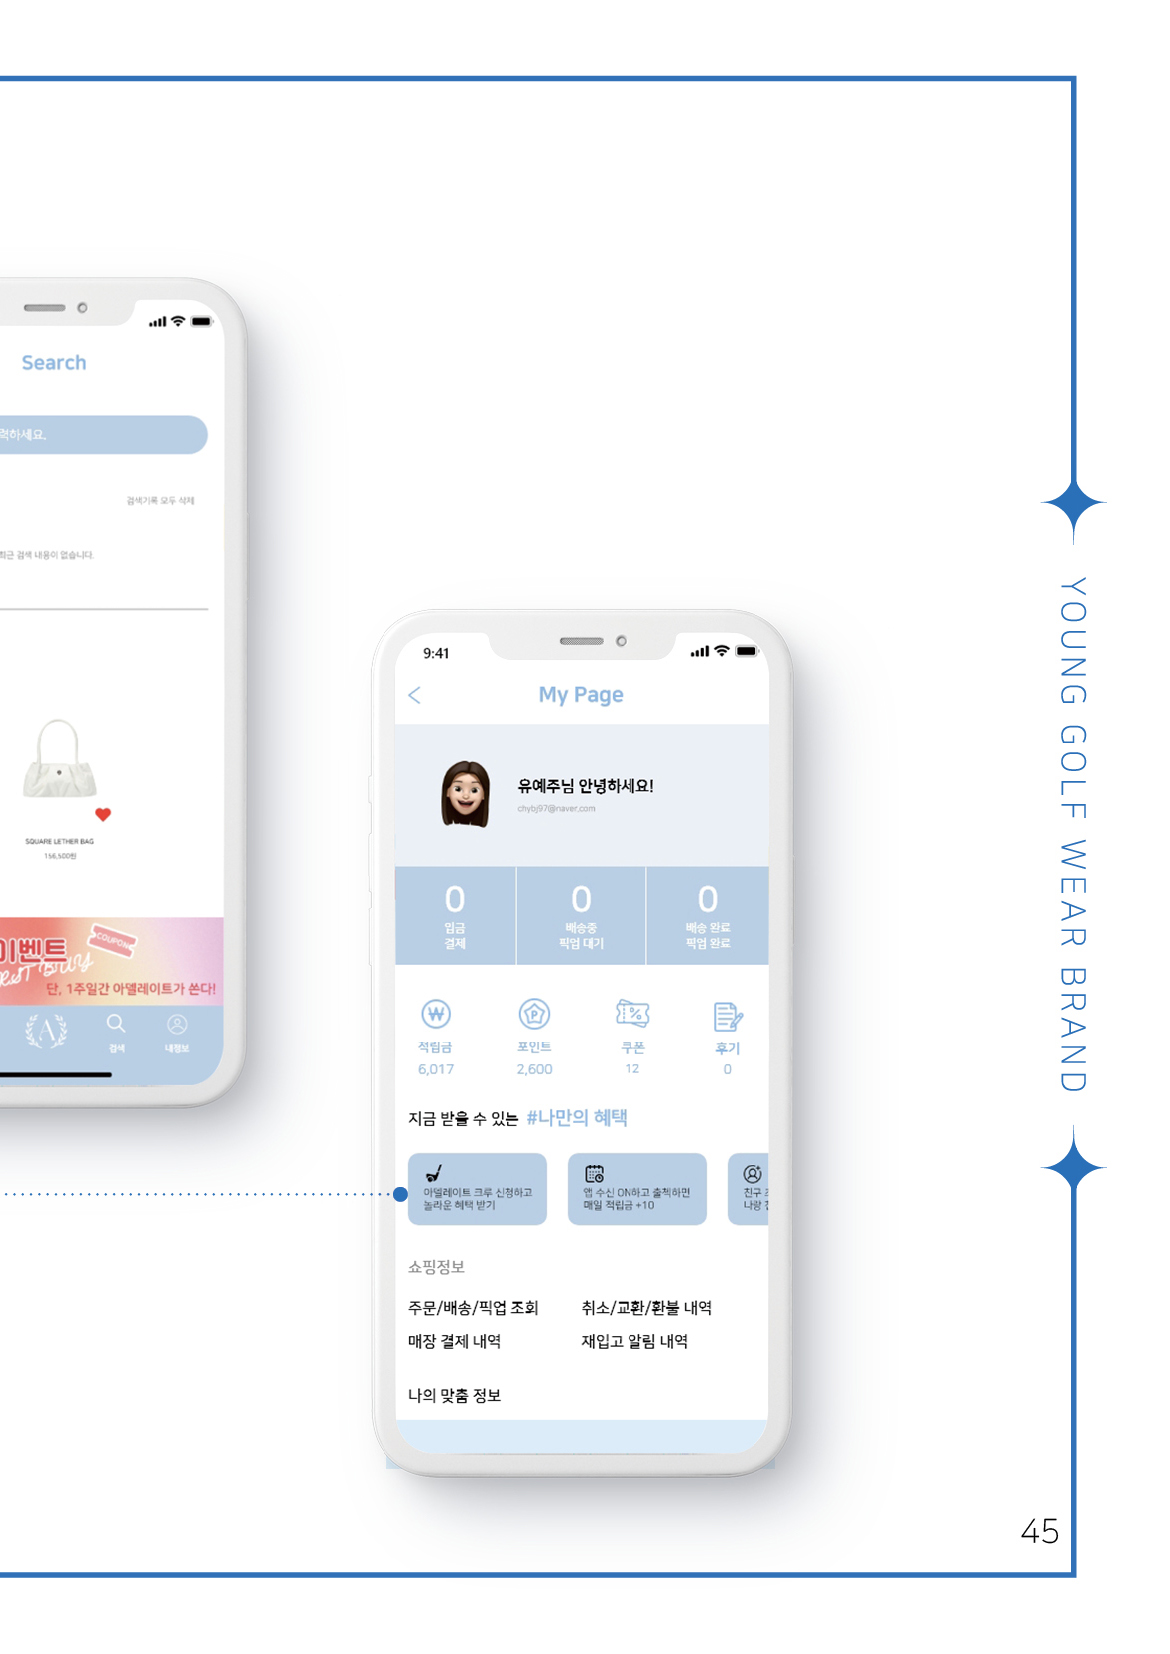 Search
력하세요.
검색기록 모두 삭제
최근 검색 내용이 없습니다.
SQUARE LETHER BAG
156,500원
이벤트
COUPON
단, 1주일간 아델레이트가 쏜다!
A
검색
내정보
9:41
My Page
유예주님 안녕하세요!
chybj97@naver.com
0
입금
결제
0
배송중
픽업 대기
0
배송 완료
픽업 완료
적립금
6,017
포인트
2,600
쿠폰
12
후기
0
지금 받을 수 있는 #나만의 혜택
아델레이트 크루 신청하고
놀라운 혜택 받기
앱 수신 ON하고 출첵하면
매일 적립금 +10
친구
나랑
쇼핑정보
주문/배송/픽업 조회
취소/교환/환불 내역
매장 결제 내역
재입고 알림 내역
나의 맞춤 정보
YOUNG GOLF WEAR BRAND
45